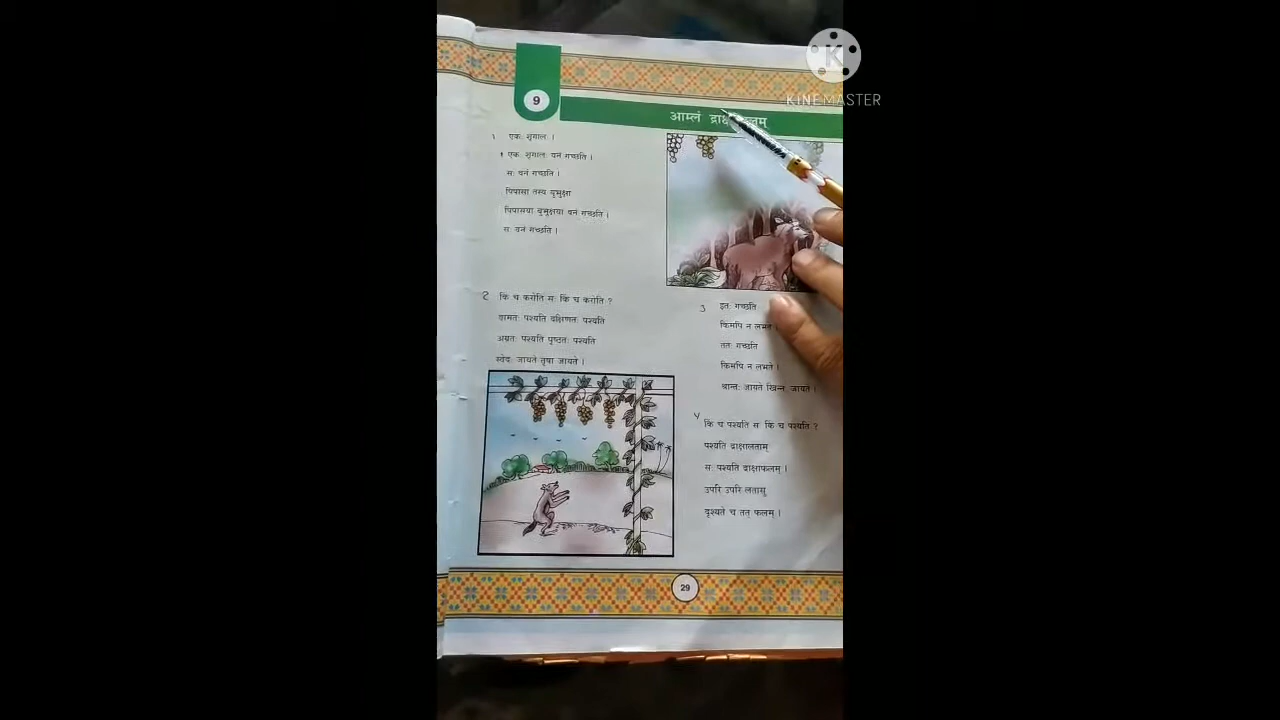 KINEMASTER
9
आम्लं द्राक्षाफलम्
१ एकः शृगालः ।
१ एकः शृगालः वनं गच्छति ।
सः वनं गच्छति ।
पिपासा तस्य बुभुक्षा
पिपासया बुभुक्षया वनं गच्छति ।
सः वनं गच्छति ।
2 किं च करोति सः किं च करोति ?
वामतः पश्यति दक्षिणतः पश्यति
अग्रतः पश्यति पृष्ठतः पश्यति
स्वेदः जायते तृषा जायते ।
3 इतः गच्छति
किमपि न लभते
ततः गच्छति
किमपि न लभते ।
श्रान्तः जायते खिन्नः जायते ।
४ किं च पश्यति सः किं च पश्यति ?
पश्यति द्राक्षालताम्
सः पश्यति द्राक्षाफलम् ।
उपरि उपरि लतासु
दृश्यते च तत् फलम् ।
29